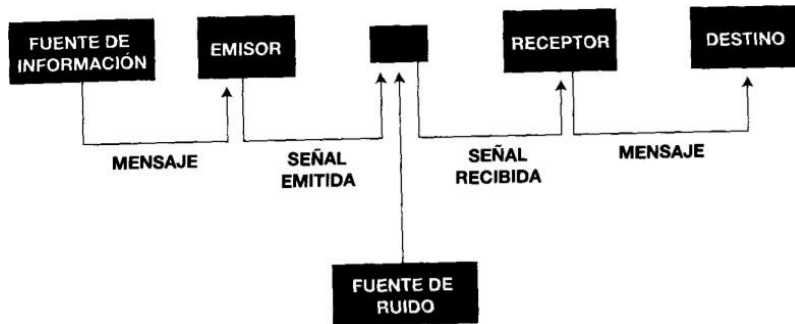 FUENTE DE
INFORMACIÓN
EMISOR
RECEPTOR
DESTINO
MENSAJE
SEÑAL
EMITIDA
SEÑAL
RECIBIDA
MENSAJE
FUENTE DE
RUIDO